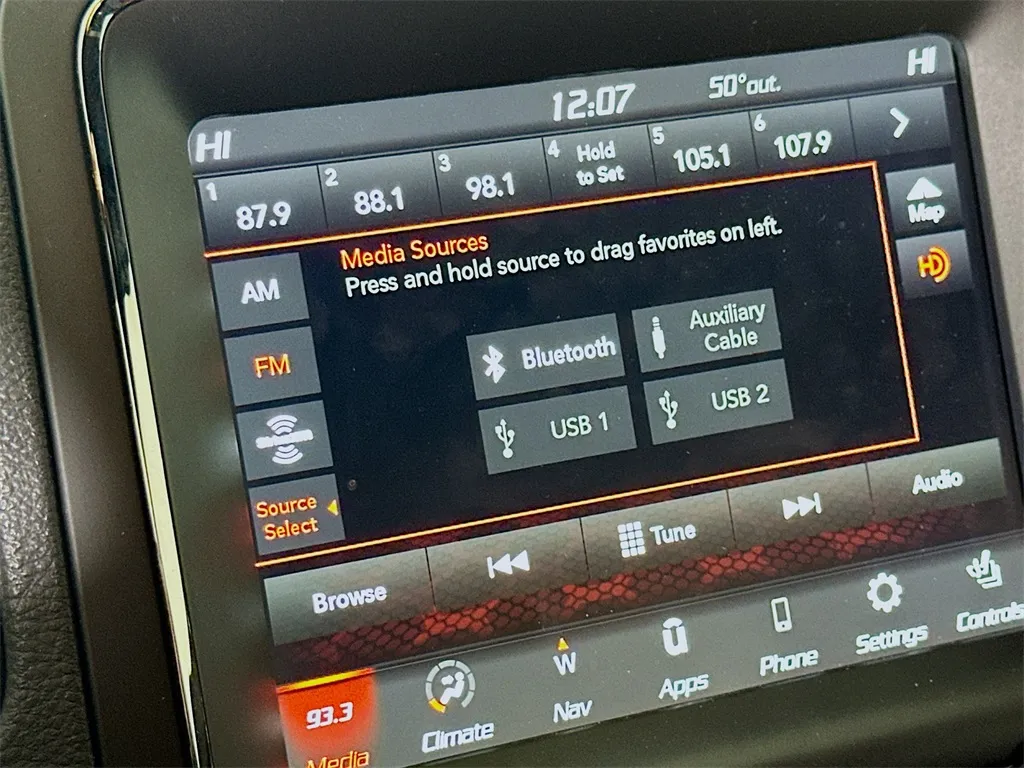 HI 12:07 50°out. HI
1 87.9
2 88.1
3 98.1
4 Hold
to Set
5 105.1
6 107.9
Map
HD
Media Sources
Press and hold source to drag favorites on left.
AM
FM
Source
Select
Bluetooth
Auxiliary
Cable
USB 1
USB 2
Browse
Tune
Audio
93.3
Media
Climate
W
Nav
Apps
Phone
Settings
Controls